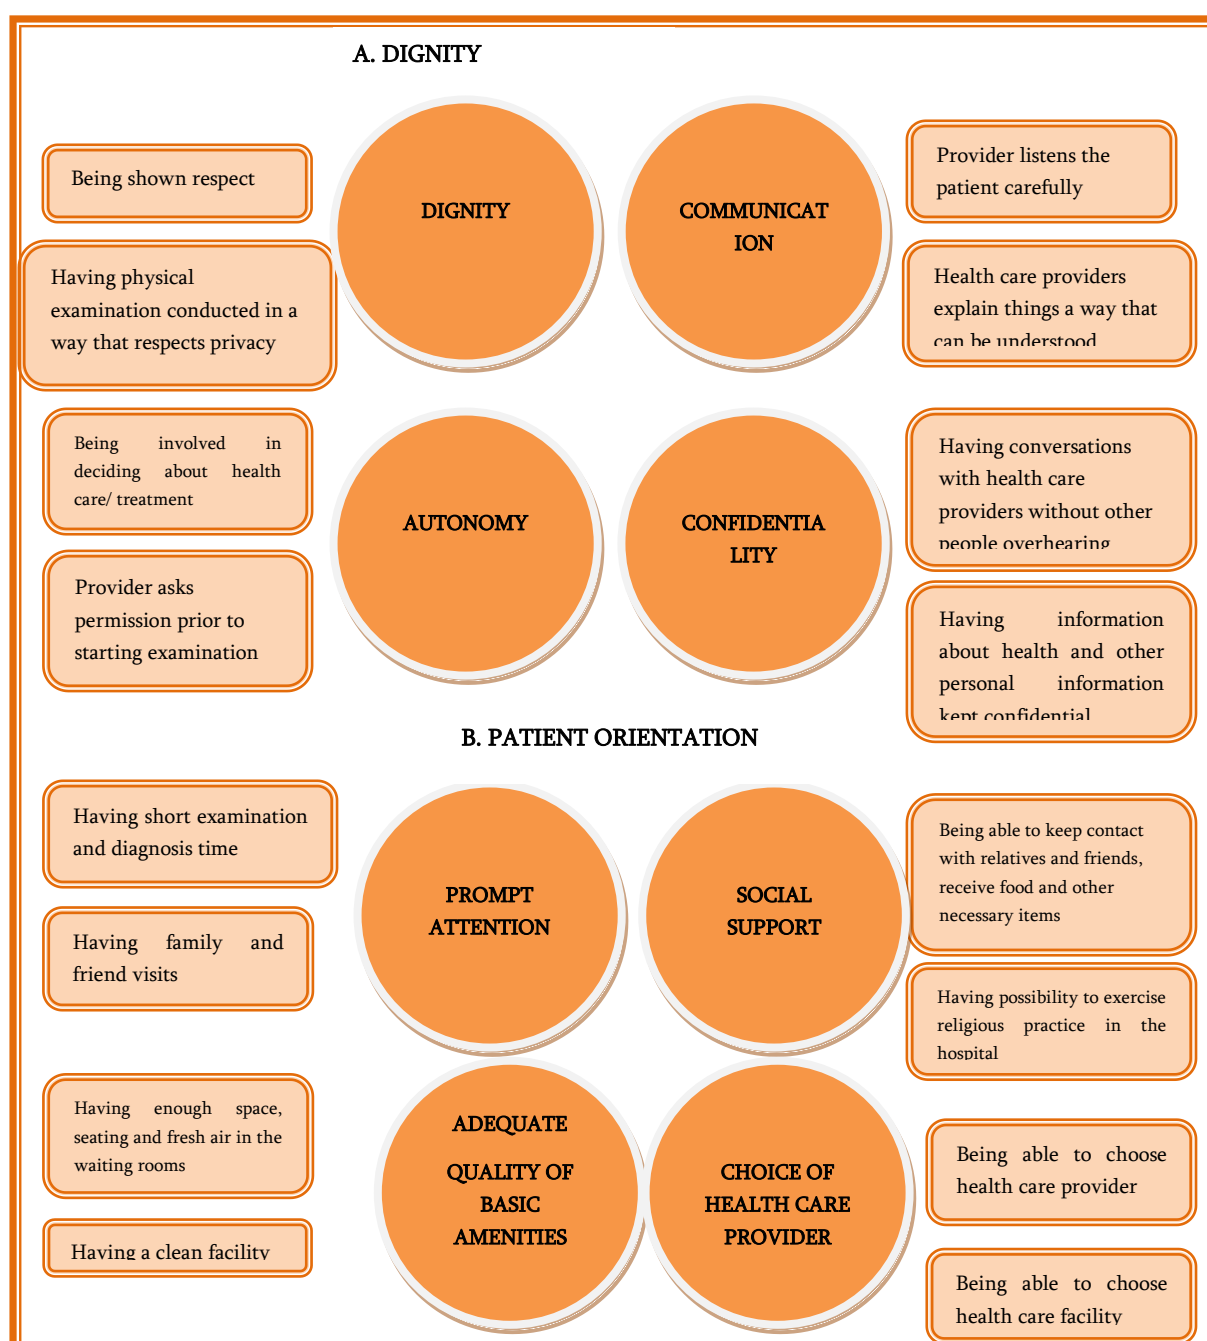 A. DIGNITY
Being shown respect
Having physical
examination conducted in a
way that respects privacy
DIGNITY
COMMUNICAT
ION
Provider listens the
patient carefully
Health care providers
explain things a way that
can be understood
Being involved in
deciding about health
care/ treatment
Provider asks
permission prior to
starting examination
AUTONOMY
CONFIDENTIA
LITY
Having conversations
with health care
providers without other
people overhearing
Having information
about health and other
personal information
kept confidential
B. PATIENT ORIENTATION
Having short examination
and diagnosis time
Having family and
friend visits
PROMPT
ATTENTION
SOCIAL
SUPPORT
Being able to keep contact
with relatives and friends,
receive food and other
necessary items
Having possibility to exercise
religious practice in the
hospital
Having enough space,
seating and fresh air in the
waiting rooms
Having a clean facility
ADEQUATE
QUALITY OF
BASIC
AMENITIES
CHOICE OF
HEALTH CARE
PROVIDER
Being able to choose
health care provider
Being able to choose
health care facility